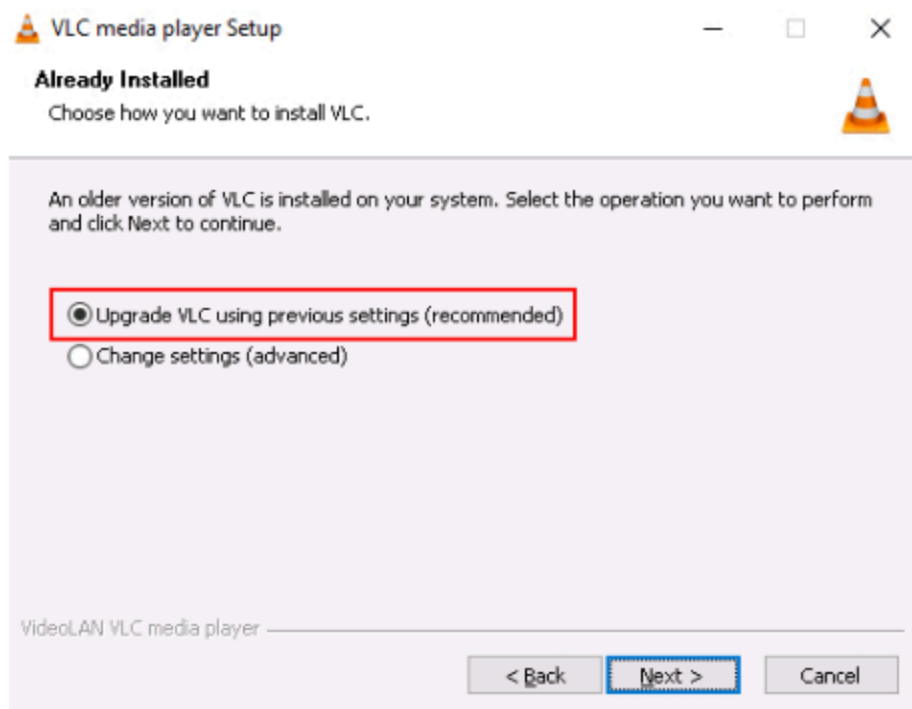 VLC media player Setup
Already Installed
Choose how you want to install VLC.
An older version of VLC is installed on your system. Select the operation you want to perform
and click Next to continue.
Upgrade VLC using previous settings (recommended)
Change settings (advanced)
VideoLAN VLC media player
< Back Next > Cancel